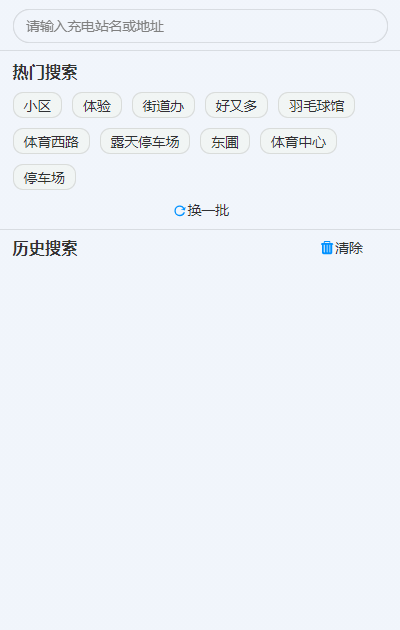 请输入充电站名或地址
热门搜索
小区 体验 街道办 好又多 羽毛球馆
体育西路 露天停车场 东圃 体育中心
停车场
换一批
历史搜索 清除